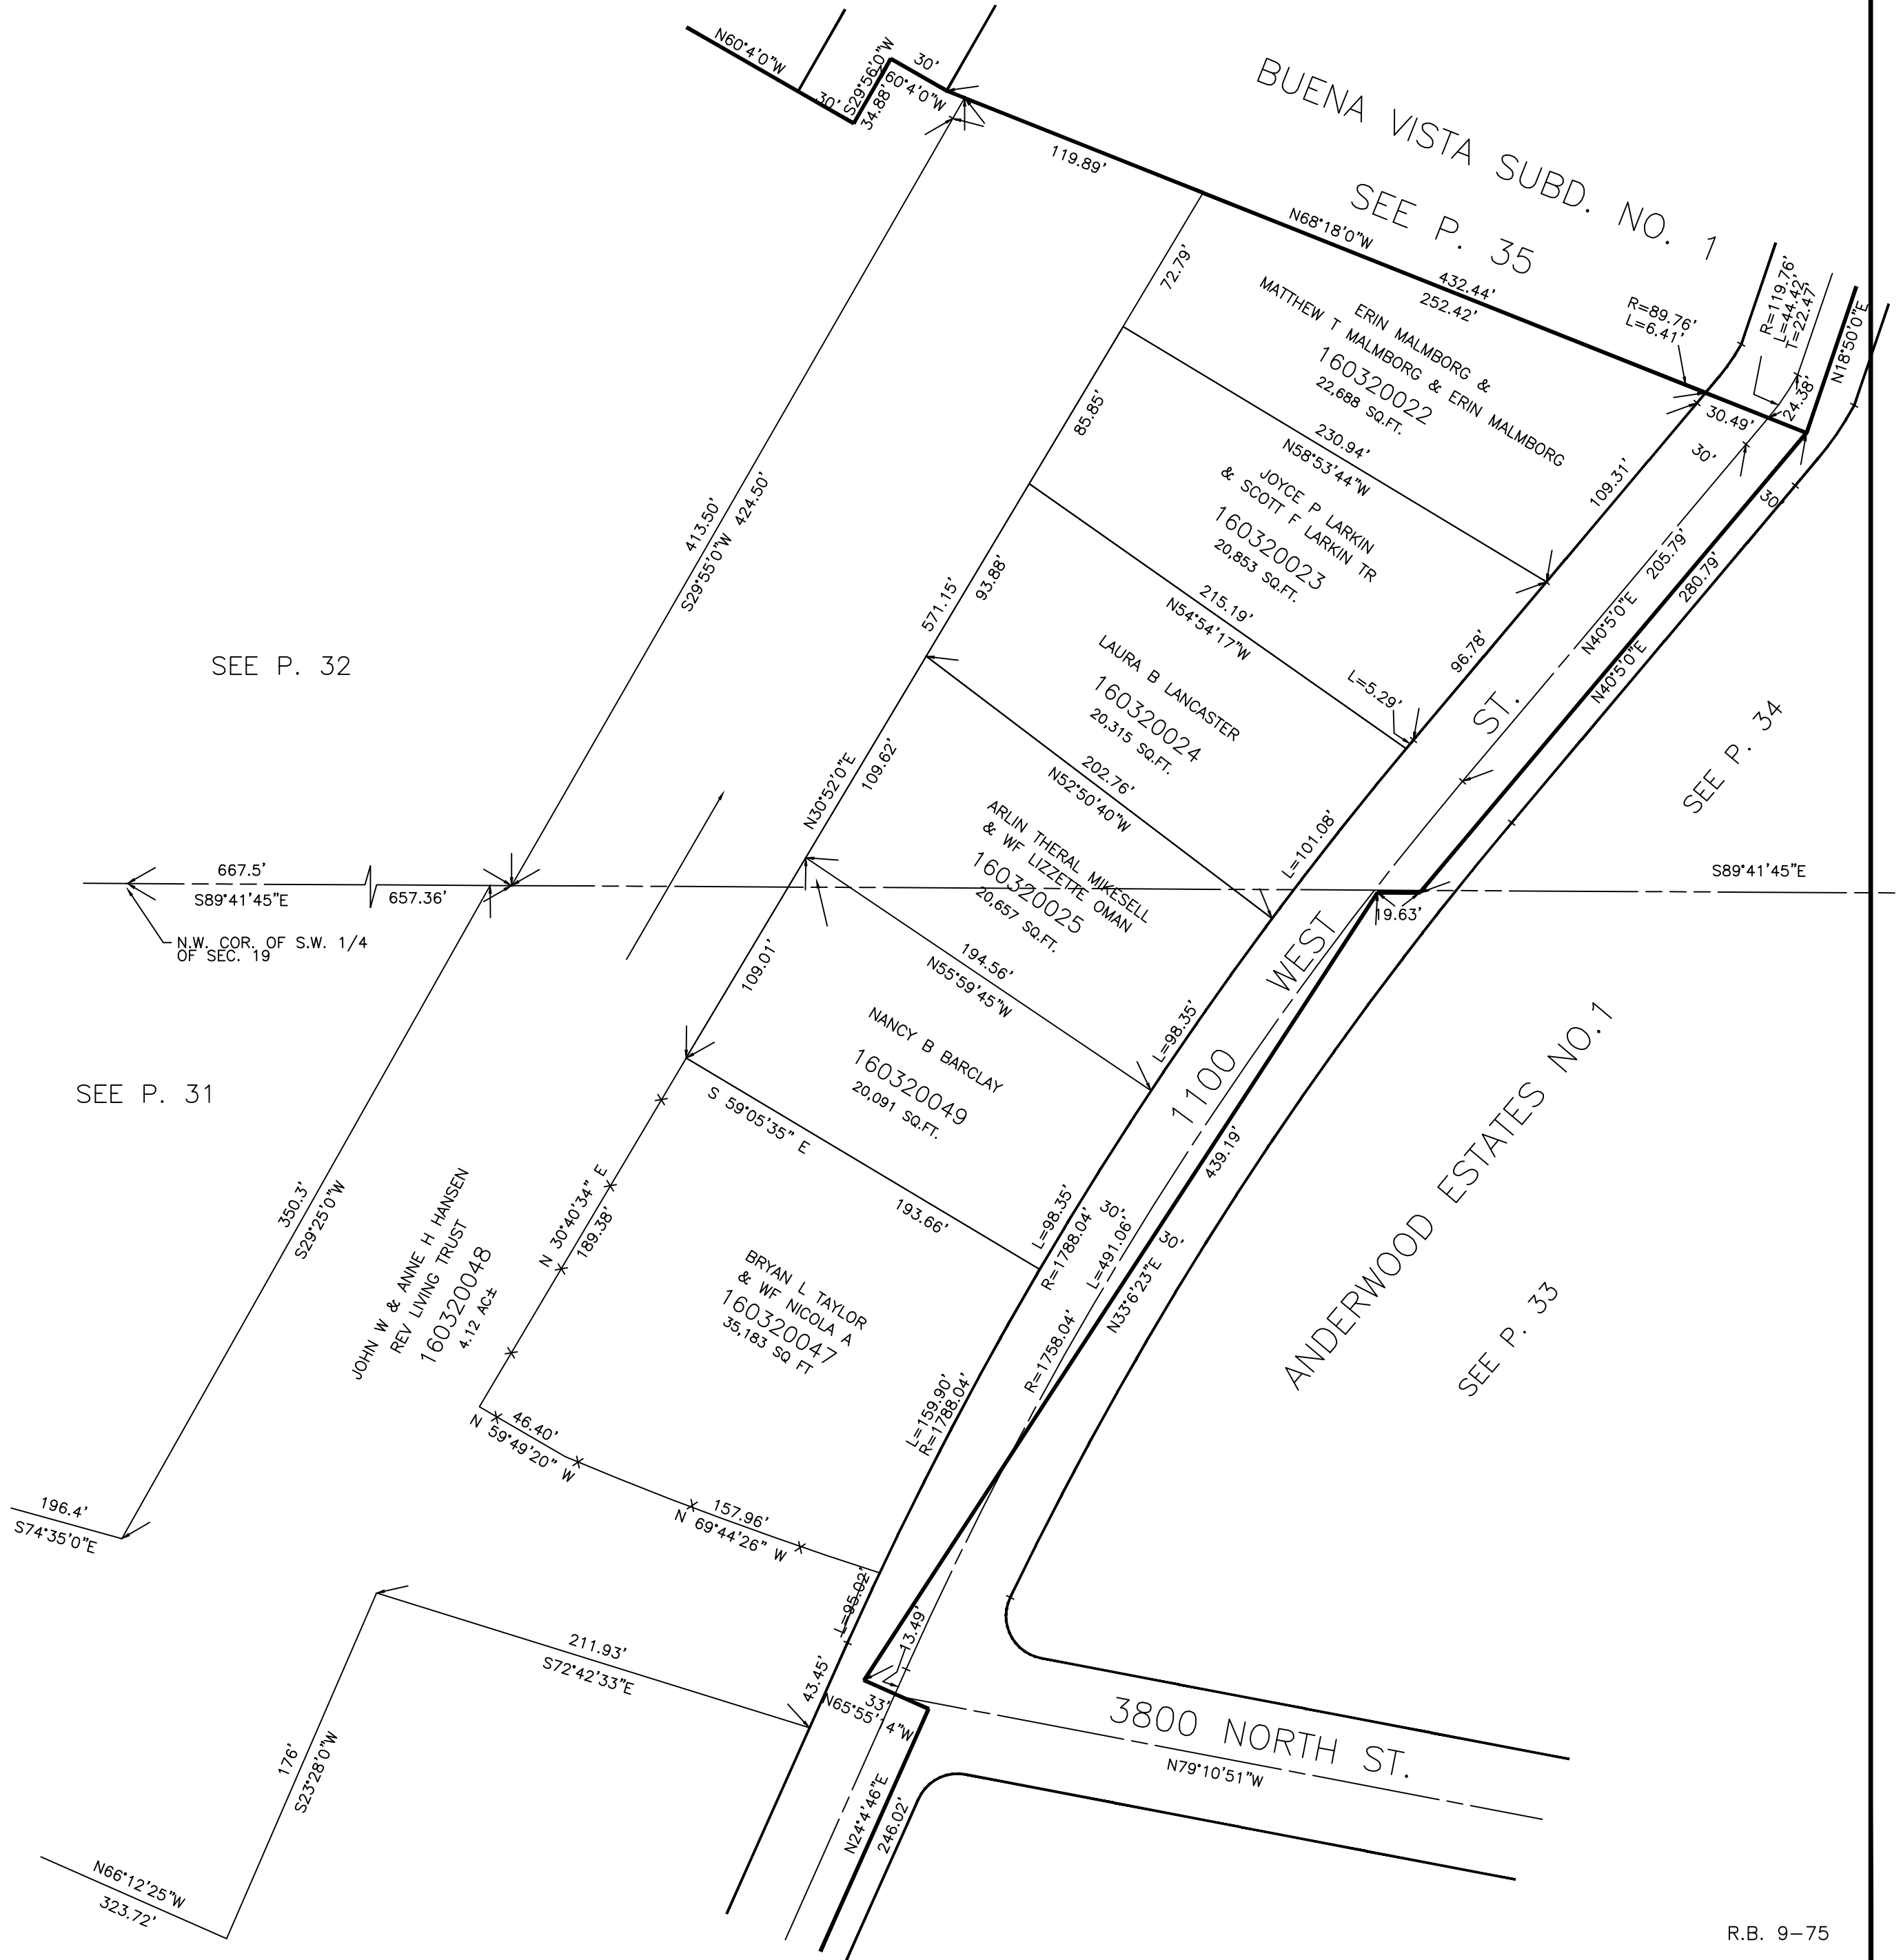 N60°4'0"W
30'
S29°56'0"W
34.88'
30'
60°4'0"W
119.89'
BUENA VISTA SUBD. NO. 1
SEE P. 35
N68°18'0"W
432.44'
252.42'
R=89.76'
L=6.41'
R=119.76'
L=44.42'
T=22.47'
N18°50'0"E
24.38'
30.49'
30'
30'
72.79'
ERIN MALMBORG &
MATTHEW T MALMBORG & ERIN MALMBORG
160320022
22,688 SQ.FT.
230.94'
N58°53'44"W
109.31'
85.85'
JOYCE P LARKIN
& SCOTT F LARKIN TR
160320023
20,853 SQ.FT.
215.19'
N54°54'17"W
96.78'
L=5.29'
413.50'
S29°55'0"W 424.50'
571.15'
93.88'
N30°52'0"E
LAURA B LANCASTER
160320024
20,315 SQ.FT.
202.76'
N52°50'40"W
L=101.08'
109.62'
ARLIN THERAL MIKESELL
& WF LIZZETTE OMAN
160320025
20,657 SQ.FT.
194.56'
N55°59'45"W
L=98.35'
109.01'
NANCY B BARCLAY
160320049
20,091 SQ.FT.
S 59°05'35" E
193.66'
L=98.35'
R=1788.04'
N40°5'0"E
205.79'
N40°5'0"E
280.79'
SEE P. 34
SEE P. 32
667.5'
S89°41'45"E
657.36'
N.W. COR. OF S.W. 1/4
OF SEC. 19
S89°41'45"E
19.63'
1100 WEST ST.
SEE P. 31
350.3'
S29°25'0"W
JOHN W & ANNE H HANSEN
REV LIVING TRUST
160320048
4.12 AC±
N 30°40'34" E
189.38'
BRYAN L TAYLOR
& WF NICOLA A
160320047
35,183 SQ FT
46.40'
N 59°49'20" W
157.96'
N 69°44'26" W
L=159.90'
R=1788.04'
30'
L=491.06'
R=1758.04'
30'
439.19'
N33°6'23"E
ANDERWOOD ESTATES NO.1
SEE P. 33
196.4'
S74°35'0"E
211.93'
S72°42'33"E
L=95.02'
43.45'
13.49'
33'
N65°55'14"W
3800 NORTH ST.
N79°10'51"W
N24°4'46"E
246.02'
176'
S23°28'0"W
N66°12'25"W
323.72'
R.B. 9-75